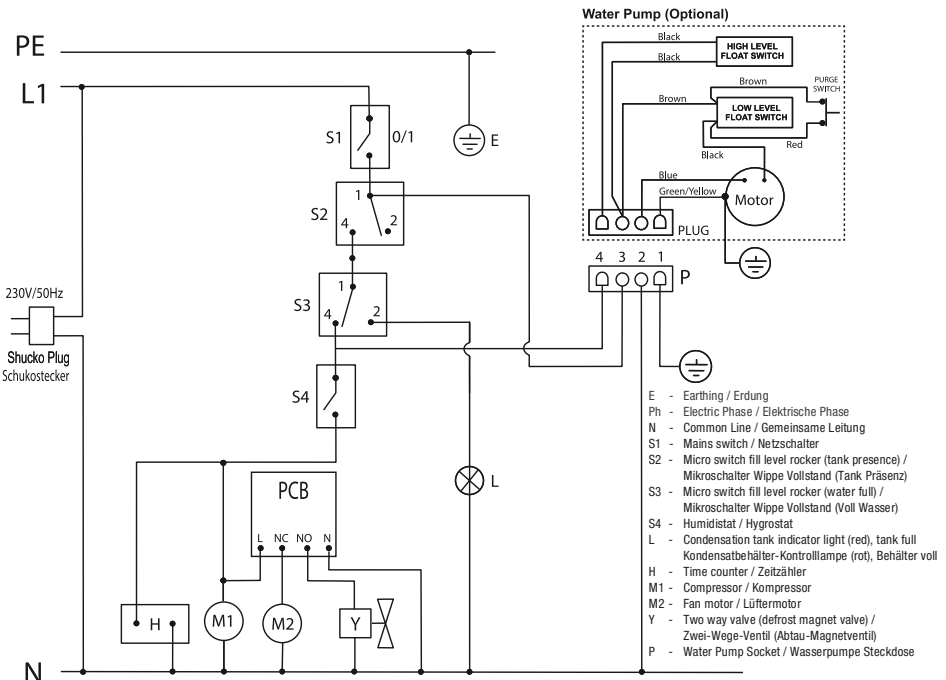 Water Pump (Optional)
Black
HIGH LEVEL
FLOAT SWITCH
Black
Brown
PURGE
SWITCH
Brown
LOW LEVEL
FLOAT SWITCH
Red
Black
Blue
Green/Yellow
Motor
PLUG
4 3 2 1
P
PE
L1
S1
0/1
E
S2
1
4
2
S3
1
4
2
230V/50Hz
Shucko Plug
Schukostecker
S4
L
PCB
L NC NO N
H
M1
M2
Y
N
E - Earthing / Erdung
Ph - Electric Phase / Elektrische Phase
N - Common Line / Gemeinsame Leitung
S1 - Mains switch / Netzschalter
S2 - Micro switch fill level rocker (tank presence) /
Mikroschalter Wippe Vollstand (Tank Präsenz)
S3 - Micro switch fill level rocker (water full) /
Mikroschalter Wippe Vollstand (Voll Wasser)
S4 - Humidistat / Hygrostat
L - Condensation tank indicator light (red), tank full
Kondensatbehälter-Kontrolllampe (rot), Behälter voll
H - Time counter / Zeitzähler
M1 - Compressor / Kompressor
M2 - Fan motor / Lüftermotor
Y - Two way valve (defrost magnet valve) /
Zwei-Wege-Ventil (Abtau-Magnetventil)
P - Water Pump Socket / Wasserpumpe Steckdose